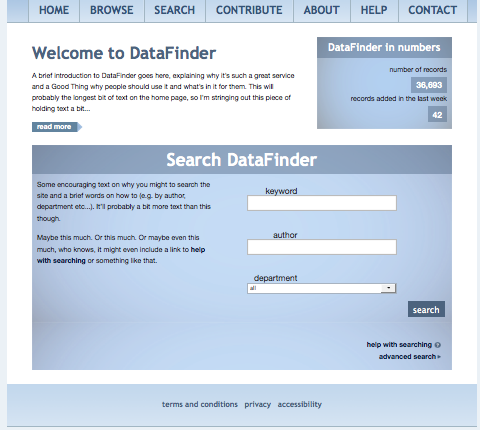 HOME BROWSE SEARCH CONTRIBUTE ABOUT HELP CONTACT
Welcome to DataFinder
A brief introduction to DataFinder goes here, explaining why it's such a great service
and a Good Thing why people should use it and what's in it for them. This will
probably the longest bit of text on the home page, so I'm stringing out this piece of
holding text a bit...
read more
DataFinder in numbers
number of records
36,693
records added in the last week
42
Search DataFinder
Some encouraging text on why you might to search the
site and a brief words on how to (e.g. by author,
department etc...). It'll probably a bit more text than this
though.
Maybe this much. Or this much. Or maybe even this
much, who knows, it might even include a link to help
with searching or something like that.
keyword
author
department
all
search
help with searching ?
advanced search
terms and conditions privacy accessibility